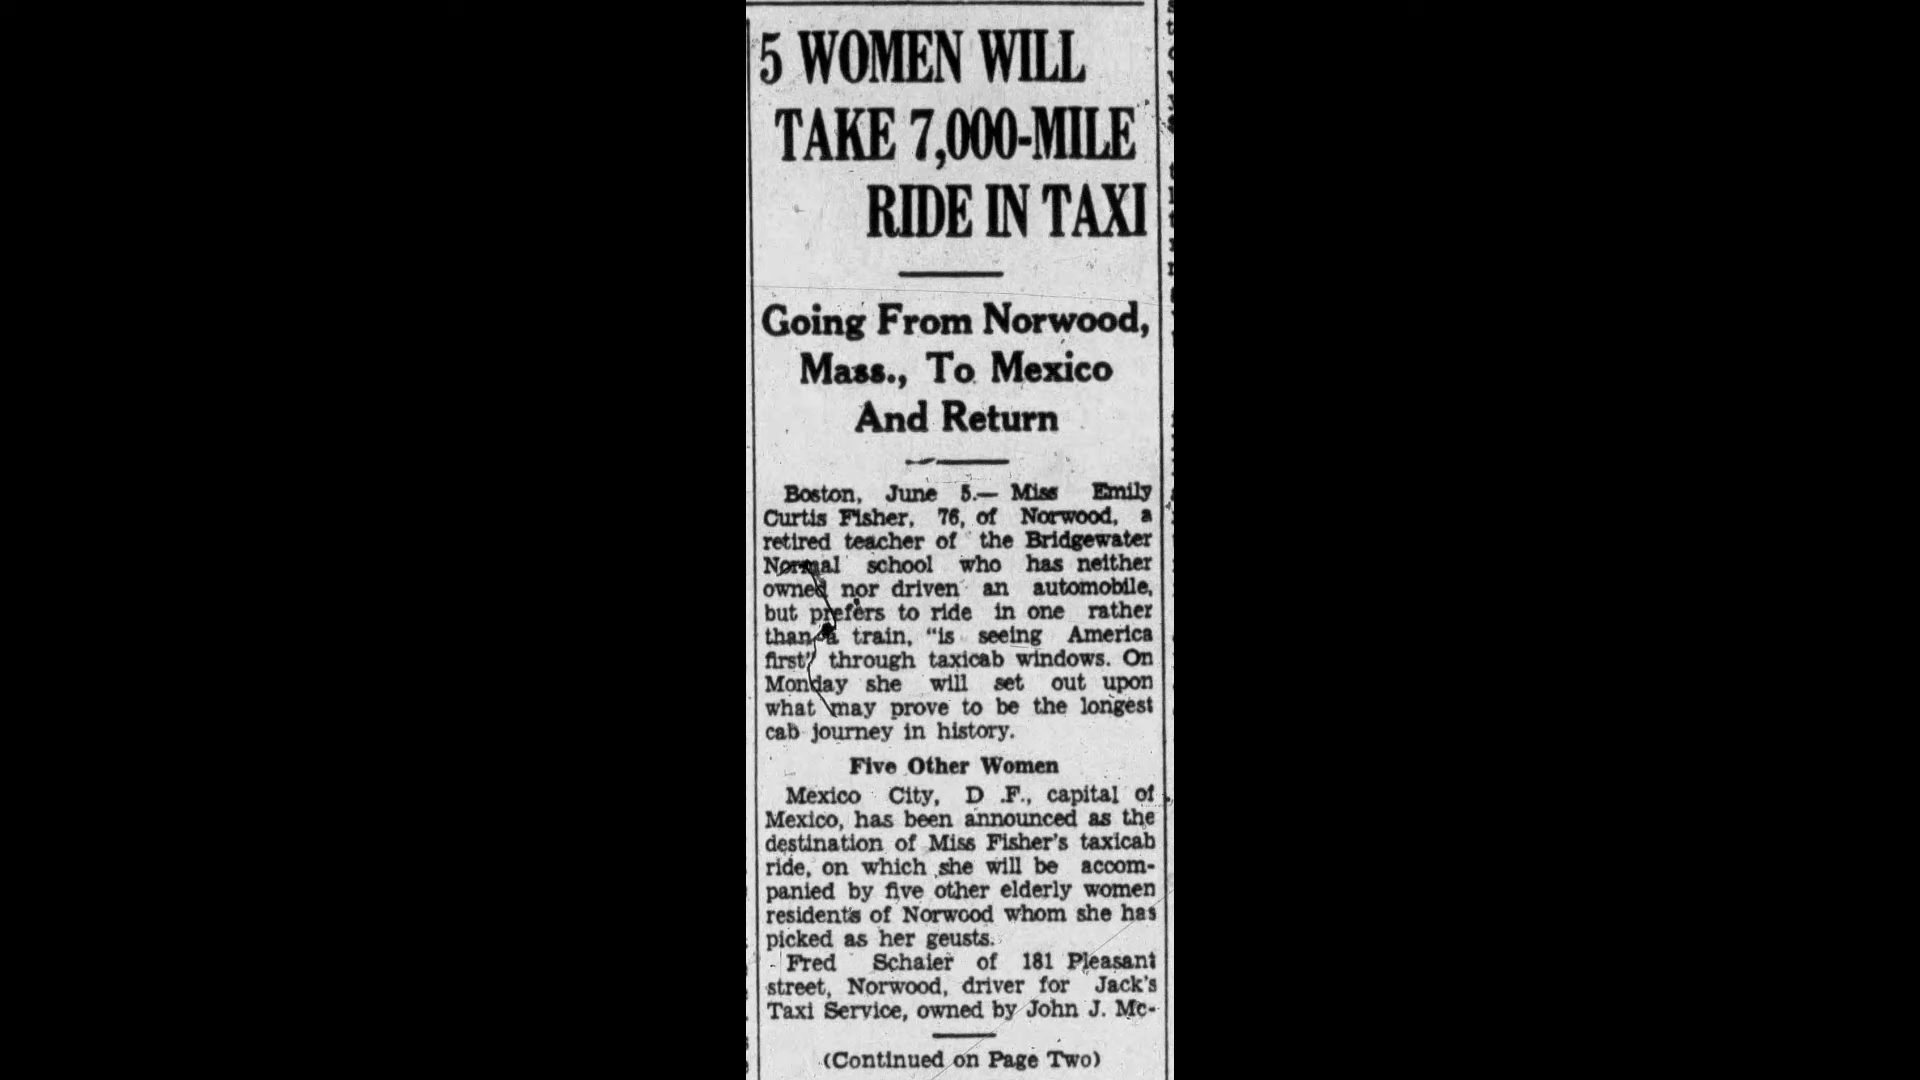 5 WOMEN WILL
TAKE 7,000-MILE
RIDE IN TAXI
Going From Norwood,
Mass., To Mexico
And Return
Boston, June 5.— Miss Emily
Curtis Fisher, 76, of Norwood, a
retired teacher of the Bridgewater
Normal school who has neither
owned nor driven an automobile,
but prefers to ride in one rather
than a train, "is seeing America
first" through taxicab windows. On
Monday she will set out upon
what may prove to be the longest
cab journey in history.
Five Other Women
Mexico City, D .F., capital of
Mexico, has been announced as the
destination of Miss Fisher's taxicab
ride, on which she will be accom-
panied by five other elderly women
residents of Norwood whom she has
picked as her geusts.
Fred Schaier of 181 Pleasant
street, Norwood, driver for Jack's
Taxi Service, owned by John J. Mc-
(Continued on Page Two)